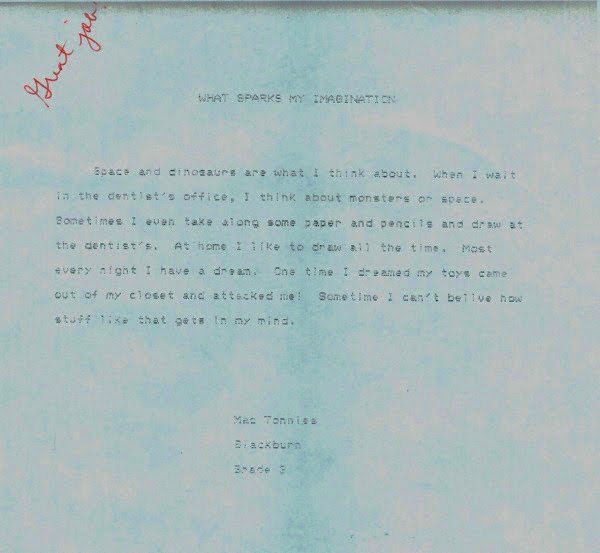 Great job!
WHAT SPARKS MY IMAGINATION
Space and dinosaurs are what I think about. When I wait
in the dentist's office, I think about monsters or space.
Sometimes I even take along some paper and pencils and draw at
the dentist's. At home I like to draw all the time. Most
every night I have a dream. One time I dreamed my toys came
out of my closet and attacked me! Sometime I can't belive how
stuff like that gets in my mind.
Mac Tonniss
Blackburn
Grade 3